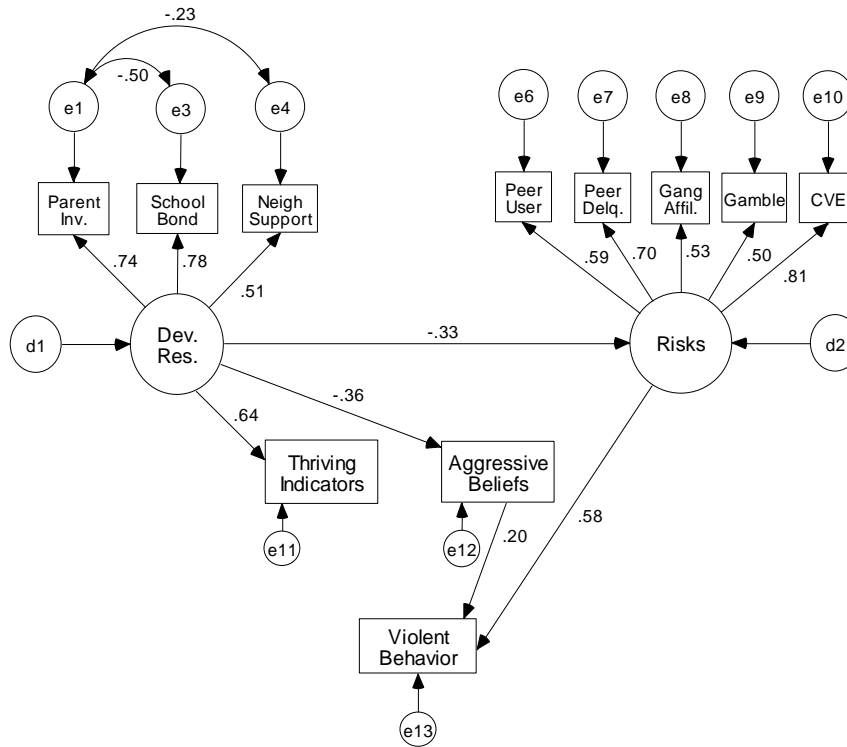 -.23
-.50
e1
e3
e4
e6
e7
e8
e9
e10
Parent
Inv.
School
Bond
Neigh
Support
Peer
User
Peer
Delq.
Gang
Affil.
Gamble
CVE
.74
.78
.51
.59
.70
.53
.50
.81
d1
Dev.
Res.
-.33
Risks
d2
-.36
.64
Thriving
Indicators
Aggressive
Beliefs
.58
e11
e12
.20
Violent
Behavior
e13